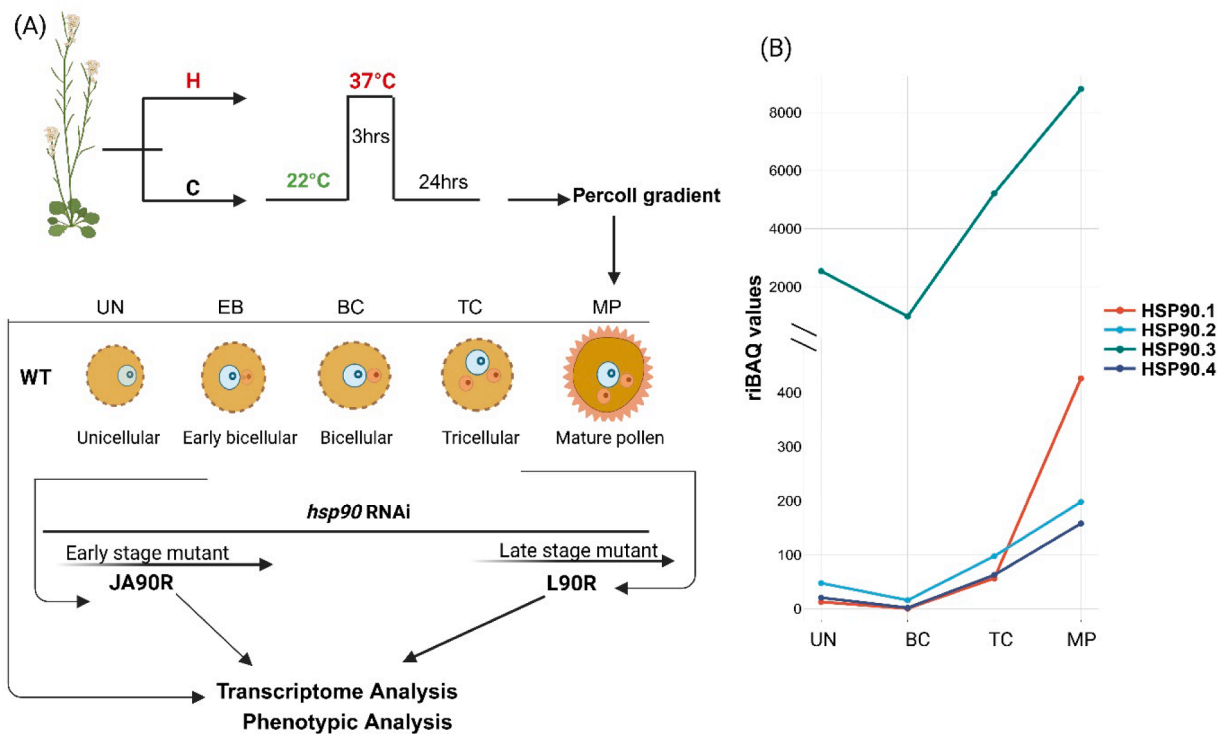 (A)
H
37°C
3hrs
C
22°C
24hrs
Percoll gradient
UN EB BC TC MP
WT
Unicellular Early bicellular Bicellular Tricellular Mature pollen
hsp90 RNAi
Early stage mutant Late stage mutant
JA90R L90R
Transcriptome Analysis
Phenotypic Analysis
(B)
8000
6000
4000
2000
400
300
200
100
0
riBAQ values
UN BC TC MP
HSP90.1
HSP90.2
HSP90.3
HSP90.4